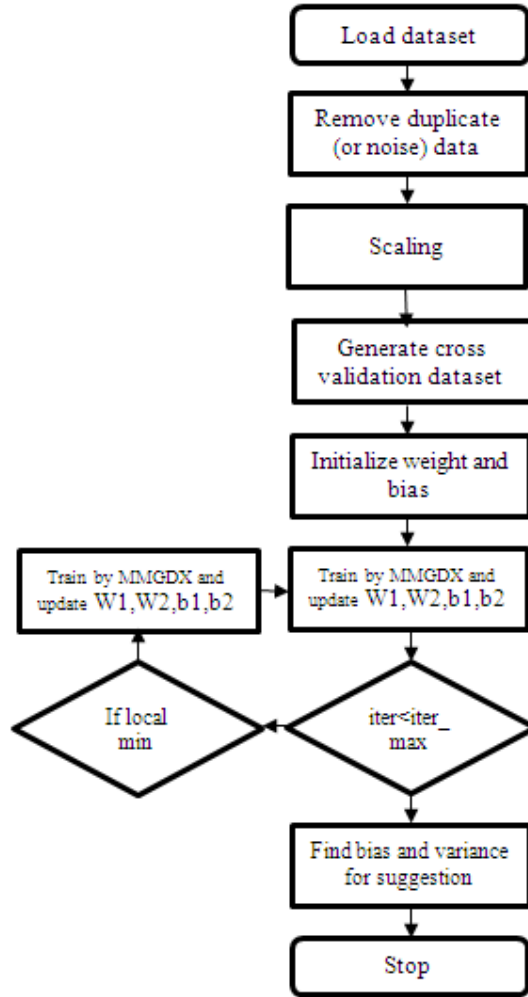 Load dataset
Remove duplicate
(or noise) data
Scaling
Generate cross
validation dataset
Initialize weight and
bias
Train by MMGDX and
update W1,W2,b1,b2
Train by MMGDX and
update W1,W2,b1,b2
If local
min
iter<iter_
max
Find bias and variance
for suggestion
Stop